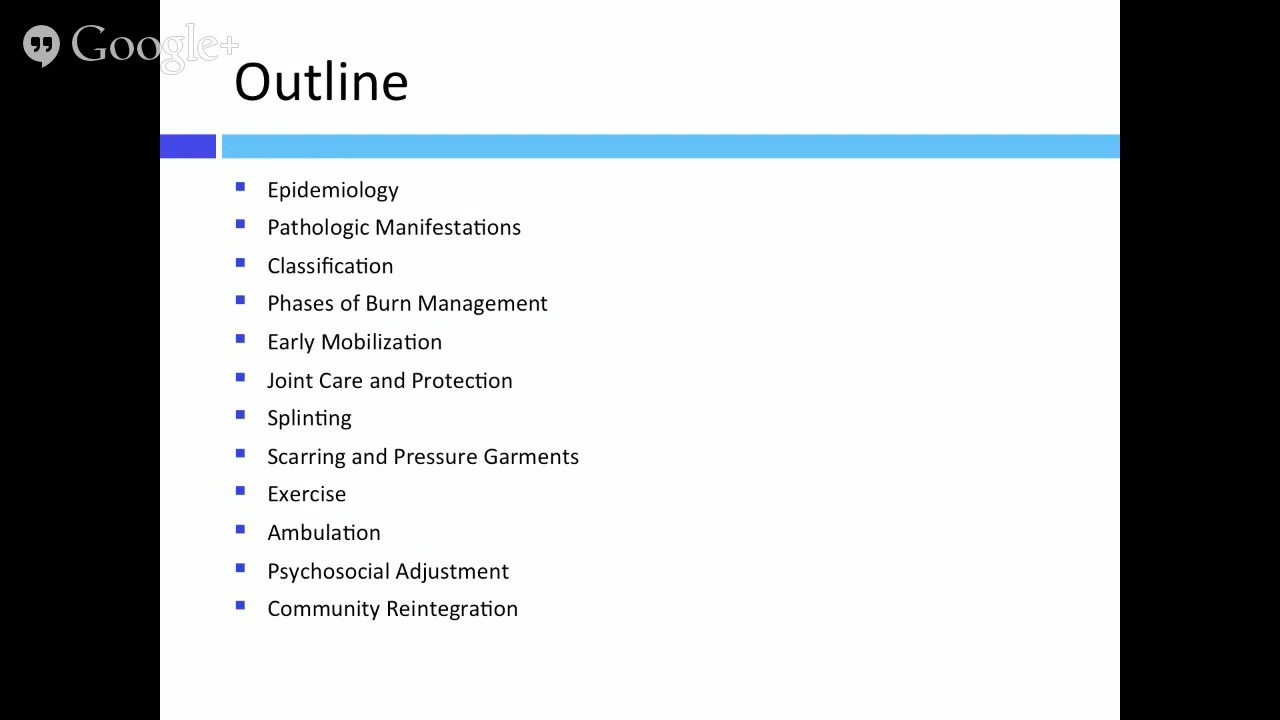 Google+
Outline
Epidemiology
Pathologic Manifestations
Classification
Phases of Burn Management
Early Mobilization
Joint Care and Protection
Splinting
Scarring and Pressure Garments
Exercise
Ambulation
Psychosocial Adjustment
Community Reintegration